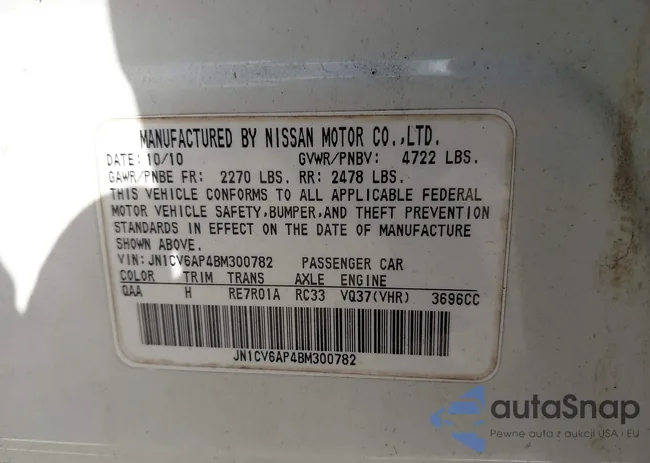 MANUFACTURED BY NISSAN MOTOR CO.,LTD.
DATE: 10/10 GVWR/PNBV: 4722 LBS.
GAWR/PNBE FR: 2270 LBS. RR: 2478 LBS.
THIS VEHICLE CONFORMS TO ALL APPLICABLE FEDERAL
MOTOR VEHICLE SAFETY,BUMPER,AND THEFT PREVENTION
STANDARDS IN EFFECT ON THE DATE OF MANUFACTURE
SHOWN ABOVE.
VIN: JN1CV6AP4BM300782 PASSENGER CAR
COLOR TRIM TRANS AXLE ENGINE
QAA H RE7R01A RC33 VQ37(VHR) 3696CC
JN1CV6AP4BM300782
autaSnap
Pewne auta z aukcji USA i EU